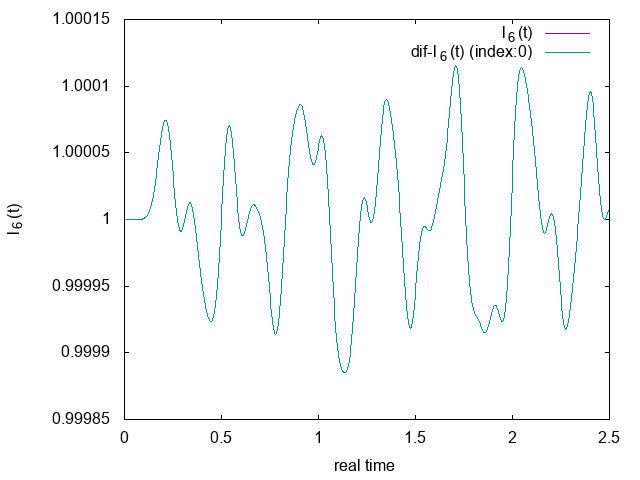 1.00015
1.0001
1.00005
1
0.99995
0.9999
0.99985
0 0.5 1 1.5 2 2.5
I6(t)
real time
I6(t)
dif-I6(t) (index:0)